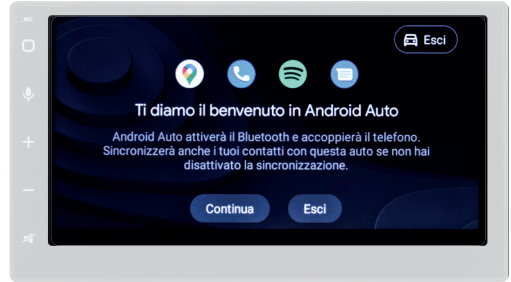 MIC
Esci
Ti diamo il benvenuto in Android Auto
Android Auto attiverà il Bluetooth e accoppierà il telefono.
Sincronizzerà anche i tuoi contatti con questa auto se non hai
disattivato la sincronizzazione.
Continua
Esci